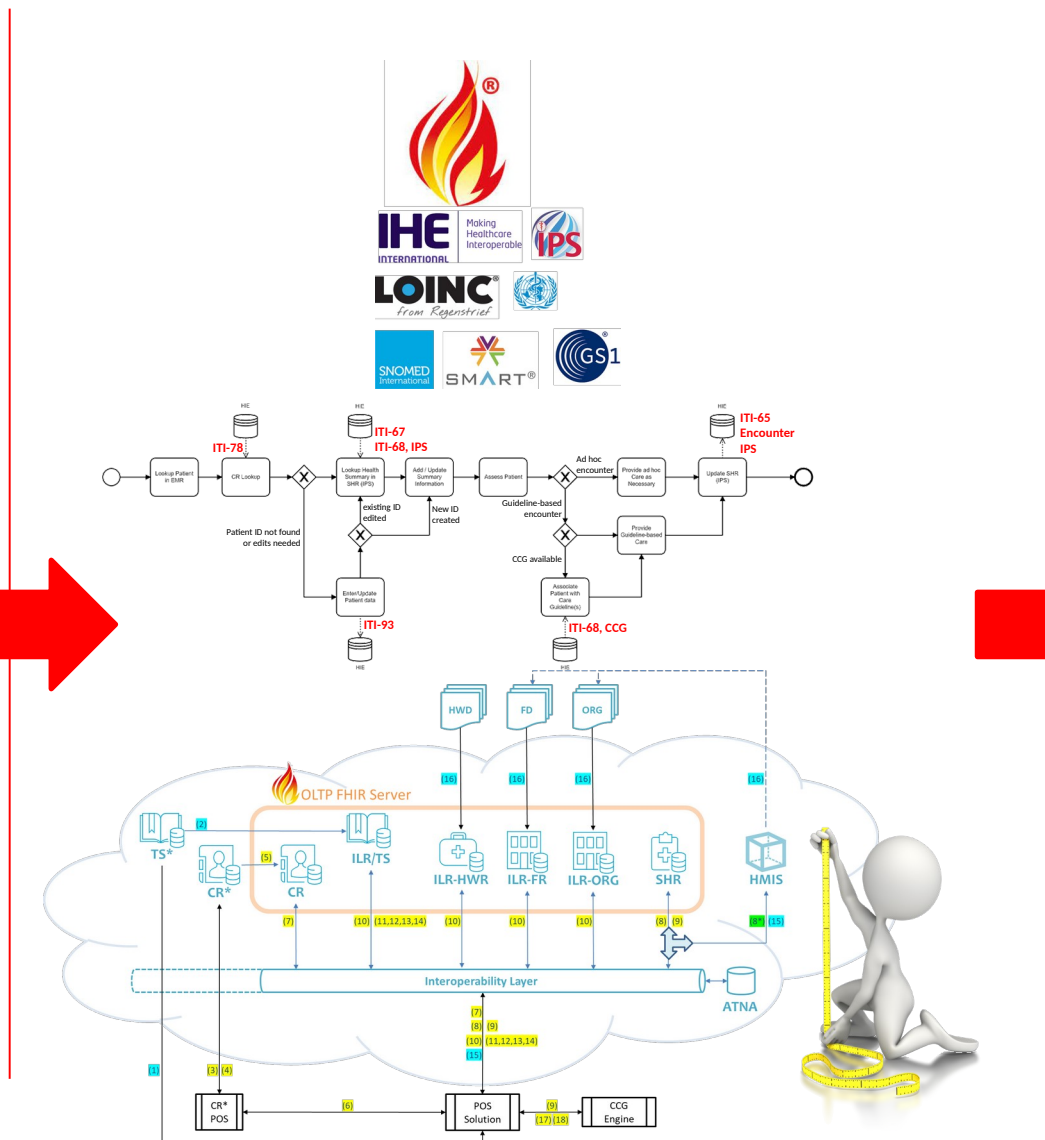 ®
IHE
INTERNATIONAL
Making
Healthcare
Interoperable
IPS
LOINC®
from Regenstrief
SNOMED
International
SMART®
GS1®
HIE
HIE
HIE
ITI-78
ITI-67
ITI-68, IPS
ITI-65
Encounter
IPS
Lookup Patient
in EMR
CR Lookup
X
Lookup Health
Summary in
SHR (IPS)
Add / Update
Summary
Information
Assess Patient
X
Ad hoc
encounter
Provide ad hoc
Care as
Necessary
Update SHR
(IPS)
existing ID
edited
New ID
created
Guideline-based
encounter
Patient ID not found
or edits needed
X
X
Provide
Guideline-based
Care
CCG available
Enter/Update
Patient data
Associate
Patient with
Care
Guideline(s)
ITI-93
ITI-68, CCG
HIE
HIE
HWD
FD
ORG
(16)
(16)
(16)
(16)
OLTP FHIR Server
(2)
TS*
ILR/TS
(5)
CR*
CR
ILR-HWR
ILR-FR
ILR-ORG
SHR
HMIS
(7)
(10)
(11,12,13,14)
(10)
(10)
(10)
(8)
(9)
(8*)
(15)
Interoperability Layer
ATNA
(7)
(8) (9)
(10) (11,12,13,14)
(15)
(1)
(3) (4)
CR*
POS
(6)
POS
Solution
(9)
(17)(18)
CCG
Engine